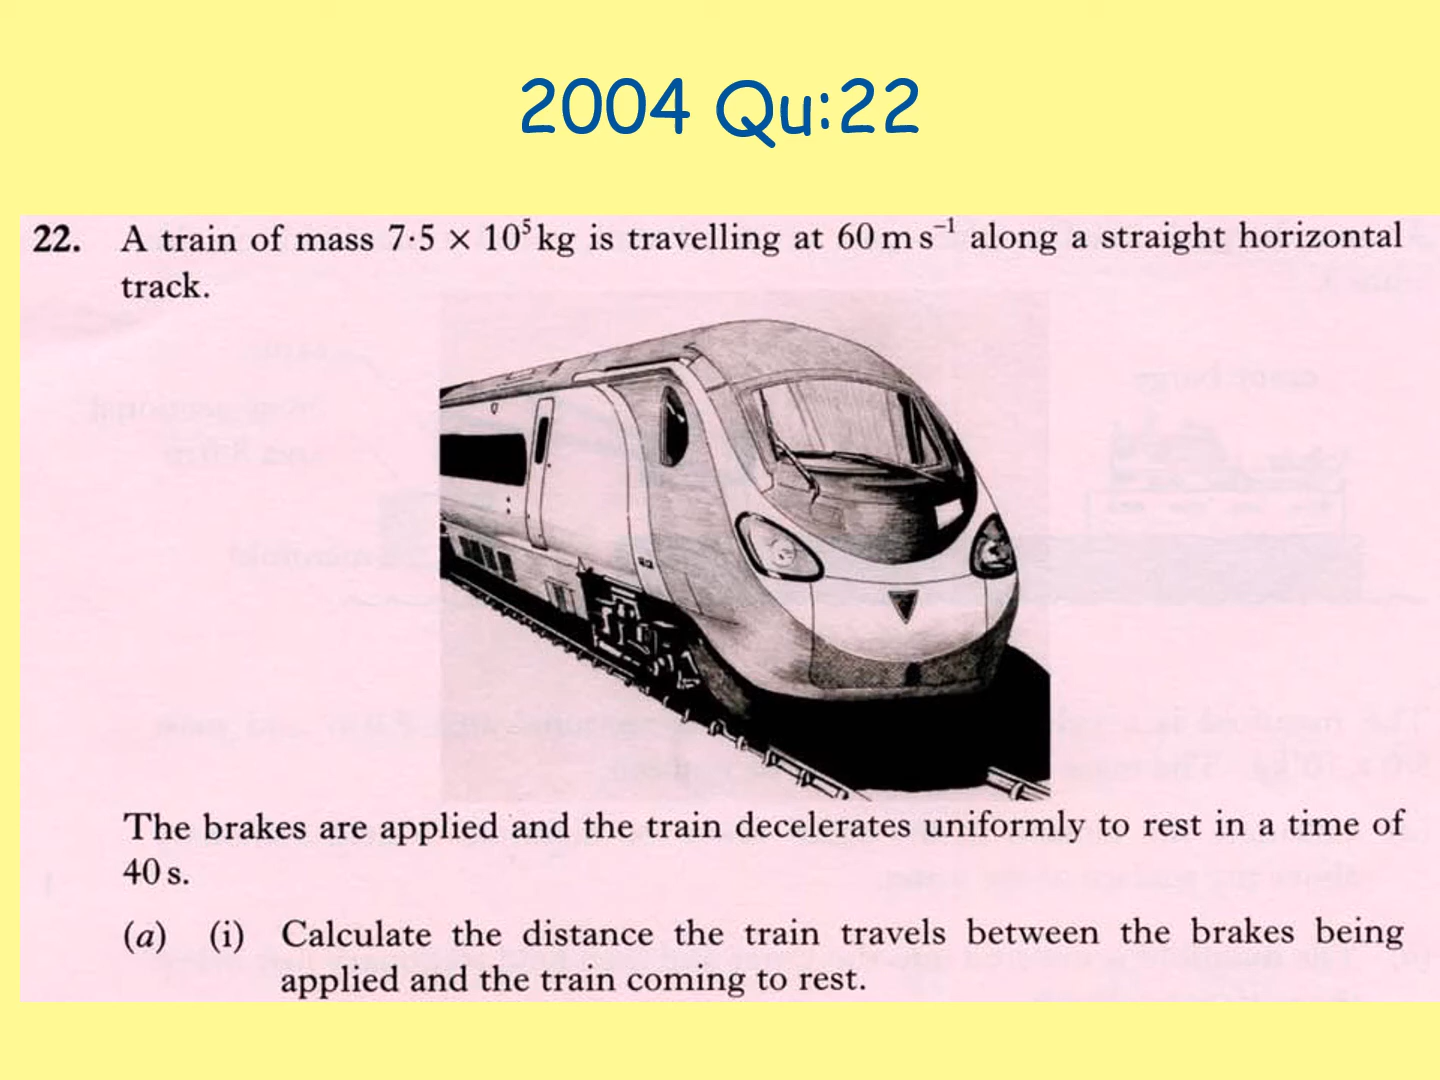 2004 Qu:22
22. A train of mass 7·5 × 10⁵ kg is travelling at 60 m s⁻¹ along a straight horizontal
track.
The brakes are applied and the train decelerates uniformly to rest in a time of
40 s.
(a) (i) Calculate the distance the train travels between the brakes being
applied and the train coming to rest.